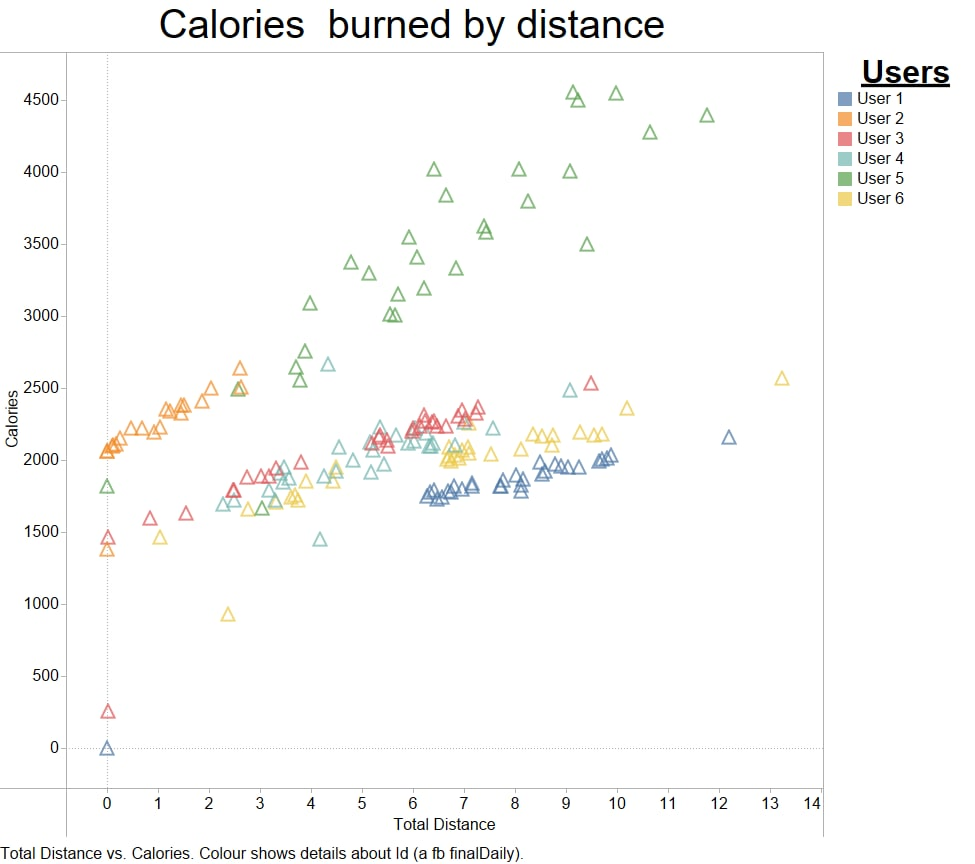 Calories  burned by distance
Users
User 1
User 2
User 3
User 4
User 5
User 6
Calories
4500
4000
3500
3000
2500
2000
1500
1000
500
0
0 1 2 3 4 5 6 7 8 9 10 11 12 13 14
Total Distance
Total Distance vs. Calories. Colour shows details about Id (a fb finalDaily).